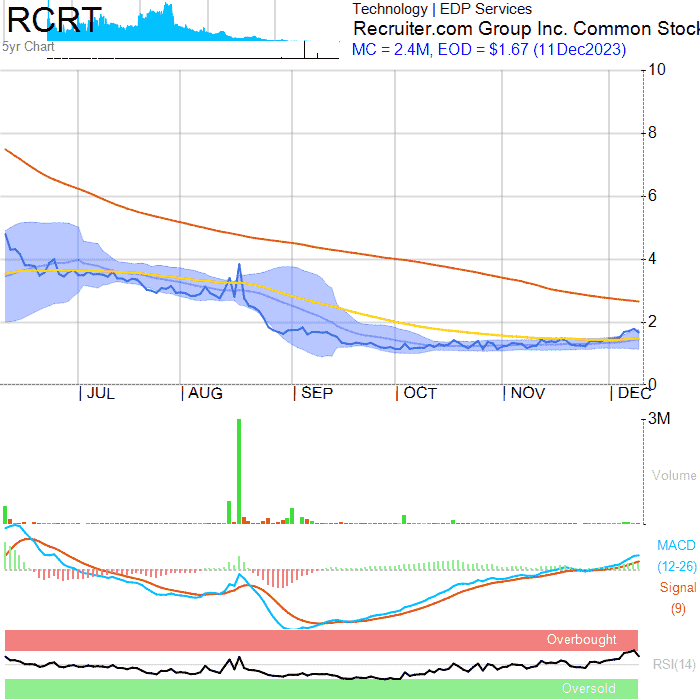 RCRT
5yr Chart
Technology | EDP Services
Recruiter.com Group Inc. Common Stock
MC = 2.4M, EOD = $1.67 (11Dec2023)
10
8
6
4
2
0
| JUL | AUG | SEP | OCT | NOV | DEC
3M
Volume
MACD
(12-26)
Signal
(9)
Overbought
RSI(14)
Oversold